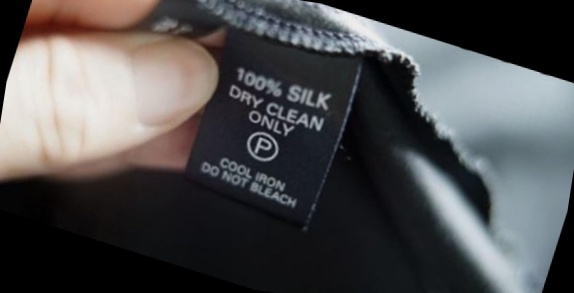 100% SILK
DRY CLEAN
ONLY
P
COOL IRON
DO NOT BLEACH